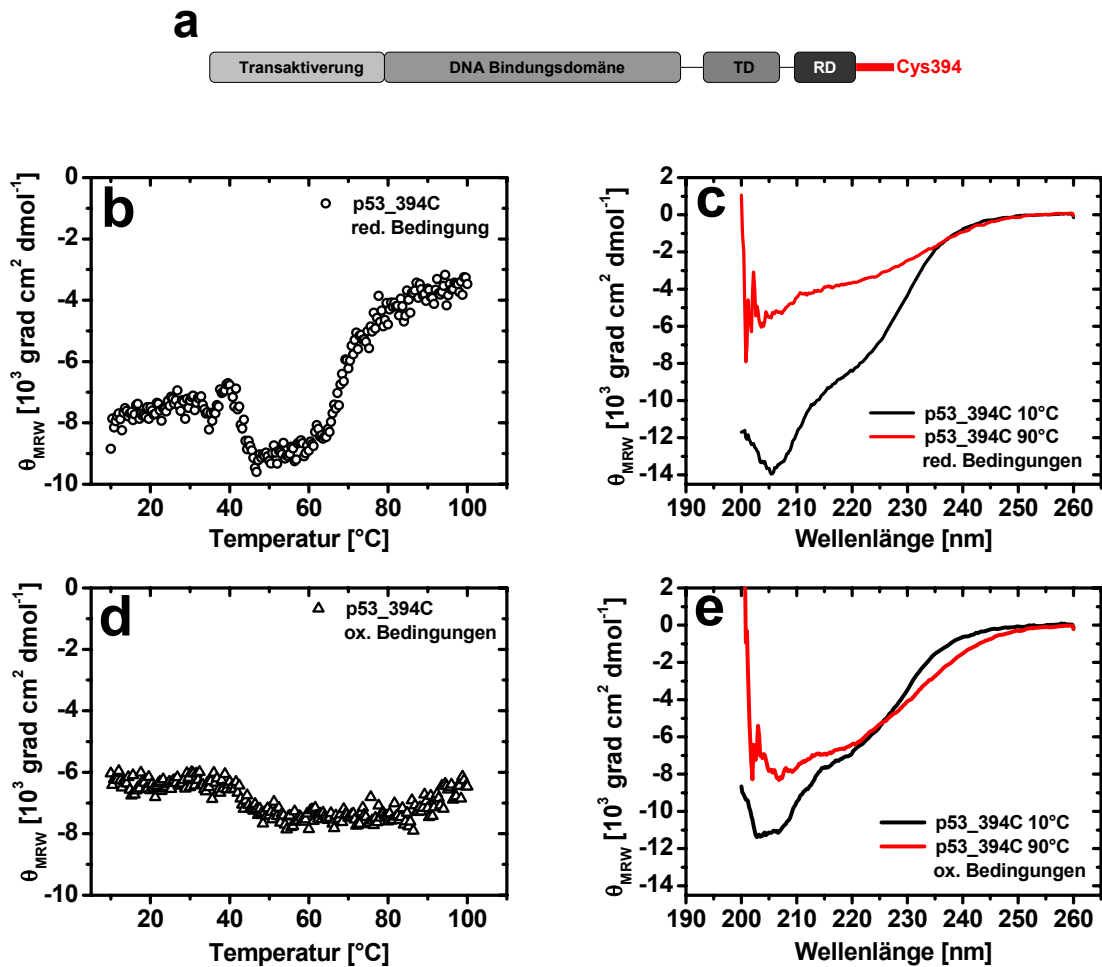 a
Transaktiverung DNA Bindungsdomäne TD RD Cys394
b
p53_394C
red. Bedingung
0
-2
-4
-6
-8
-10
20 40 60 80 100
θMRW [10³ grad cm² dmol⁻¹]
Temperatur [°C]
c
2
0
-2
-4
-6
-8
-10
-12
-14
190 200 210 220 230 240 250 260
θMRW [10³ grad cm² dmol⁻¹]
p53_394C 10°C
p53_394C 90°C
red. Bedingungen
Wellenlänge [nm]
d
p53_394C
ox. Bedingungen
0
-2
-4
-6
-8
-10
20 40 60 80 100
θMRW [10³ grad cm² dmol⁻¹]
Temperatur [°C]
e
2
0
-2
-4
-6
-8
-10
-12
-14
190 200 210 220 230 240 250 260
θMRW [10³ grad cm² dmol⁻¹]
p53_394C 10°C
p53_394C 90°C
ox. Bedingungen
Wellenlänge [nm]